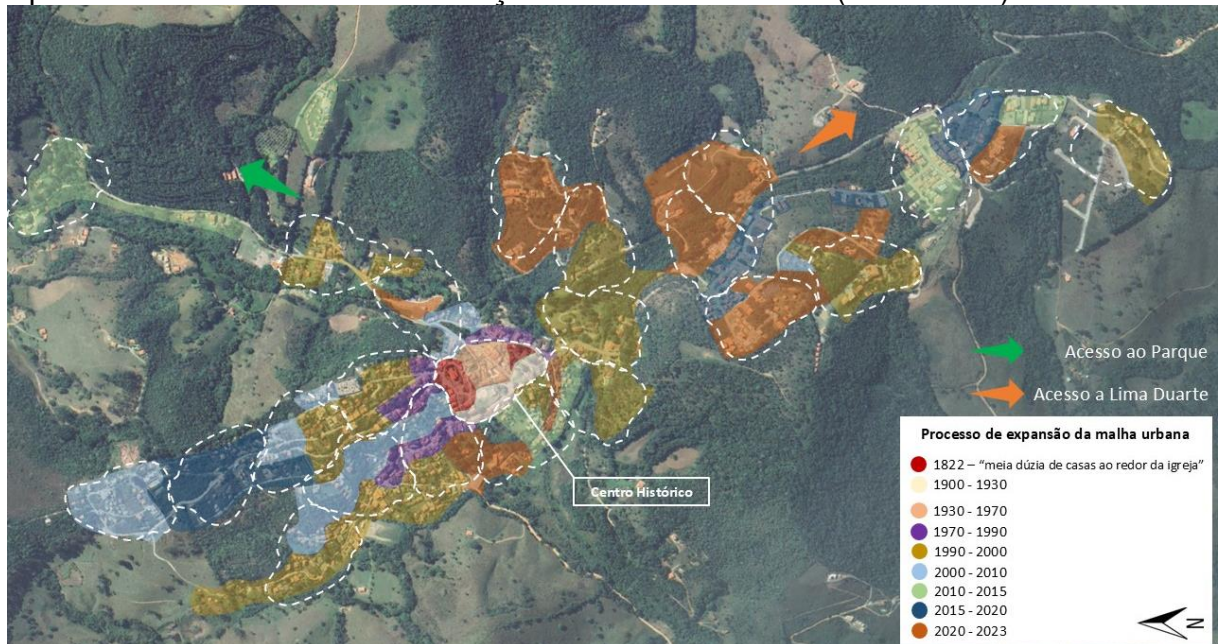 Acesso ao Parque
Acesso a Lima Duarte
Centro Histórico
Processo de expansão da malha urbana
1822 – “meia dúzia de casas ao redor da igreja”
1900 - 1930
1930 - 1970
1970 - 1990
1990 - 2000
2000 - 2010
2010 - 2015
2015 - 2020
2020 - 2023
N